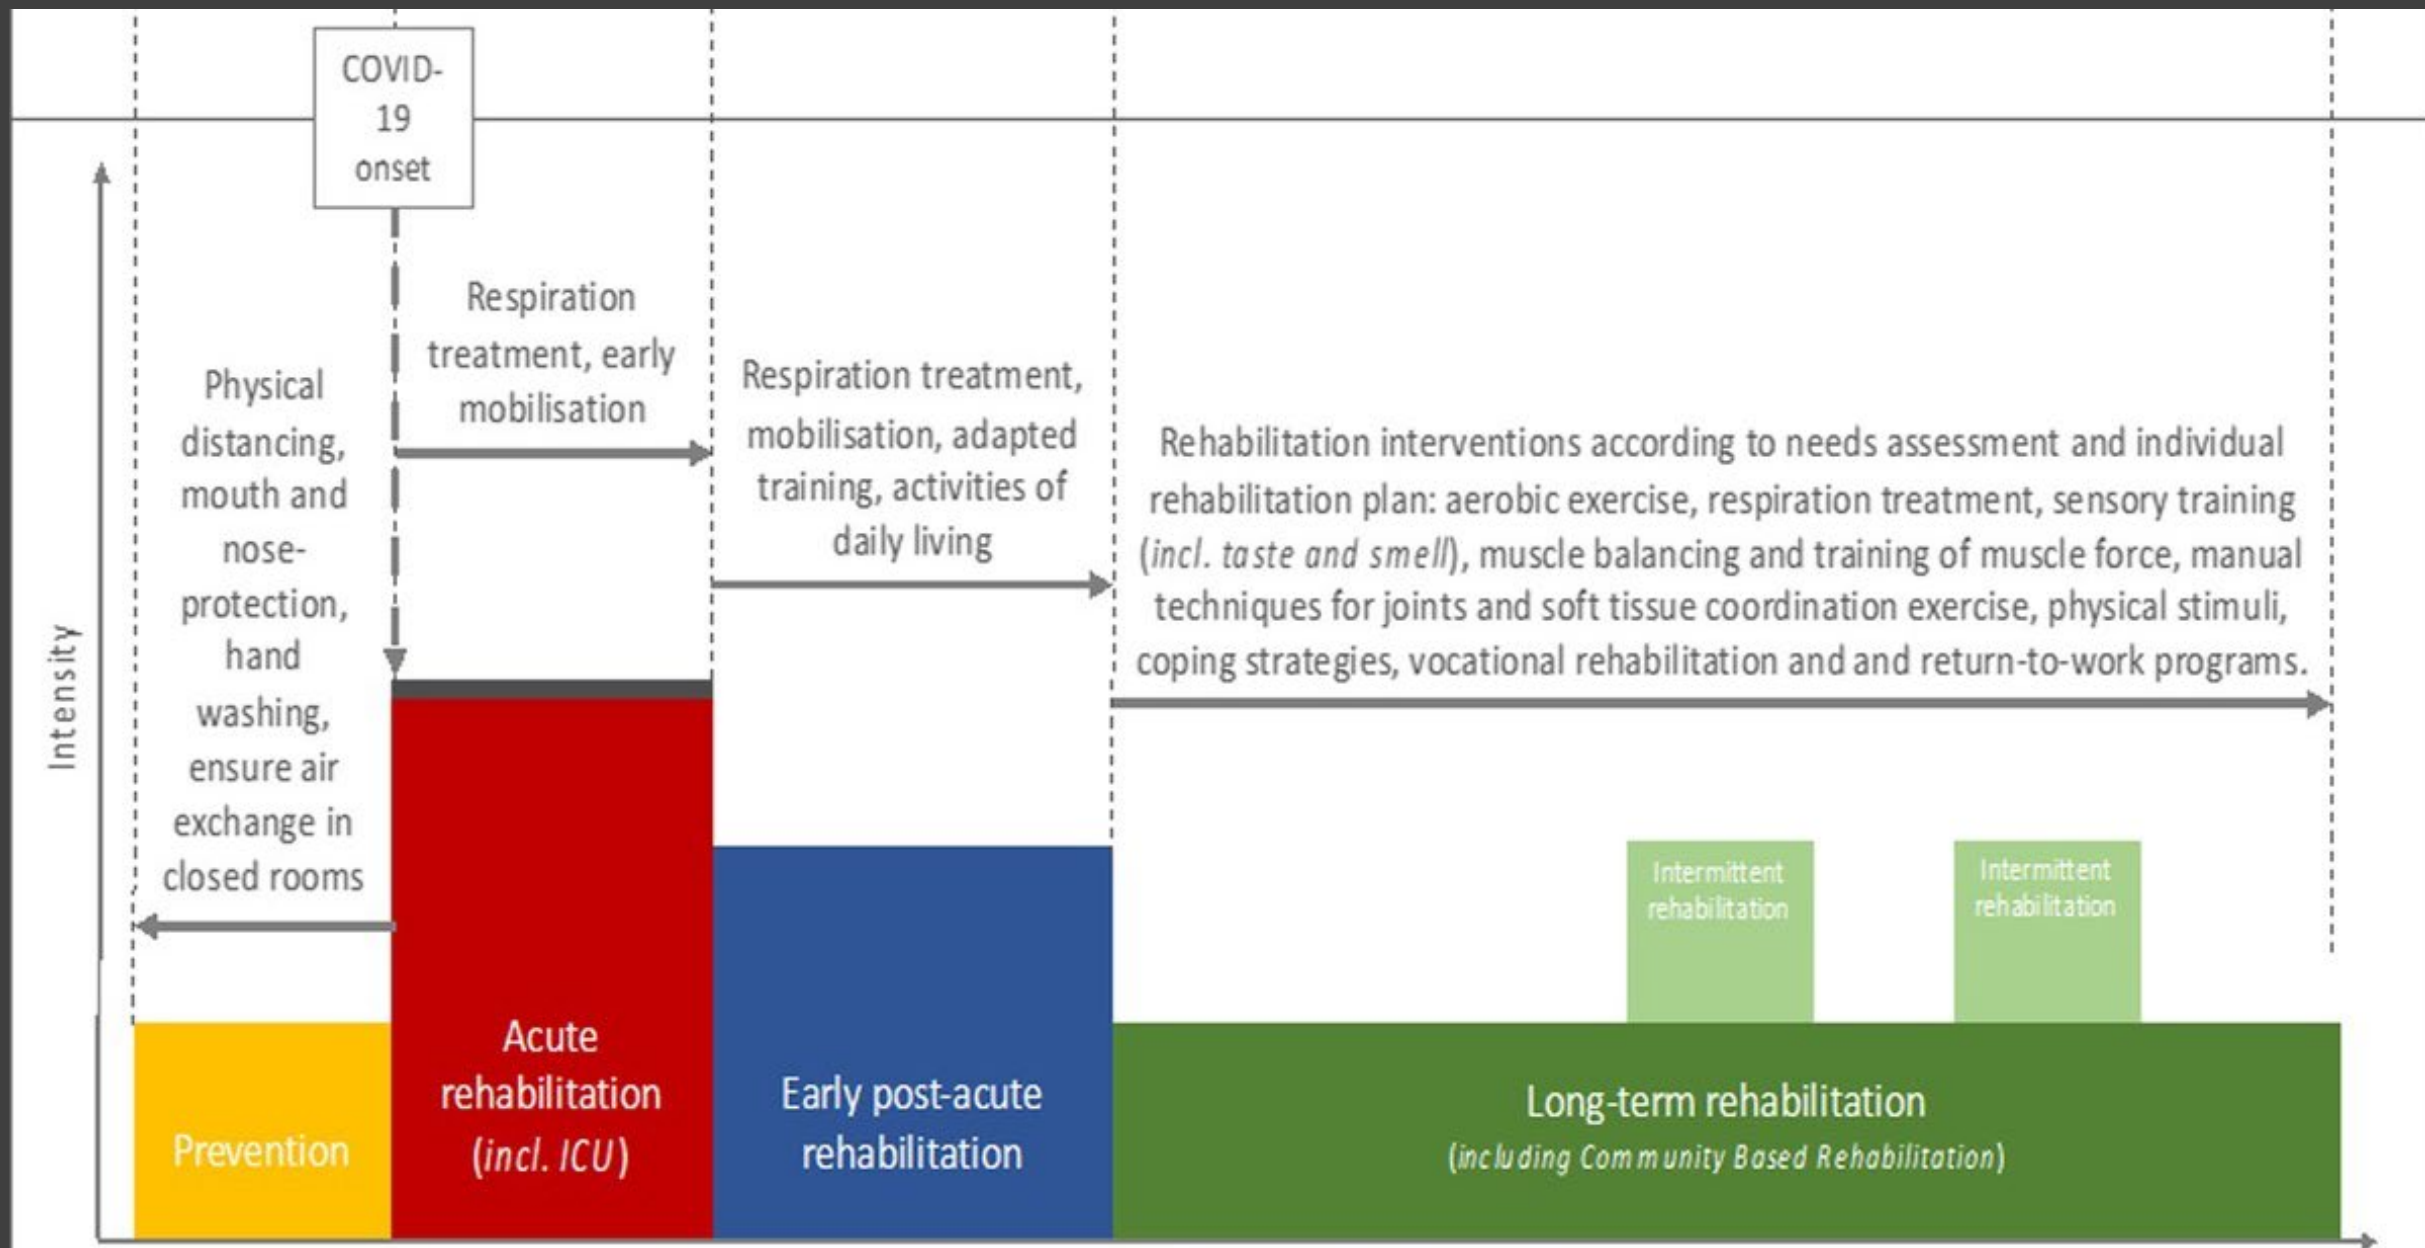 COVID-
19
onset
Intensity
Physical
distancing,
mouth and
nose-
protection,
hand
washing,
ensure air
exchange in
closed rooms
Respiration
treatment, early
mobilisation
Respiration treatment,
mobilisation, adapted
training, activities of
daily living
Rehabilitation interventions according to needs assessment and individual
rehabilitation plan: aerobic exercise, respiration treatment, sensory training
(incl. taste and smell), muscle balancing and training of muscle force, manual
techniques for joints and soft tissue coordination exercise, physical stimuli,
coping strategies, vocational rehabilitation and and return-to-work programs.
Prevention
Acute
rehabilitation
(incl. ICU)
Early post-acute
rehabilitation
Intermittent
rehabilitation
Intermittent
rehabilitation
Long-term rehabilitation
(including Community Based Rehabilitation)